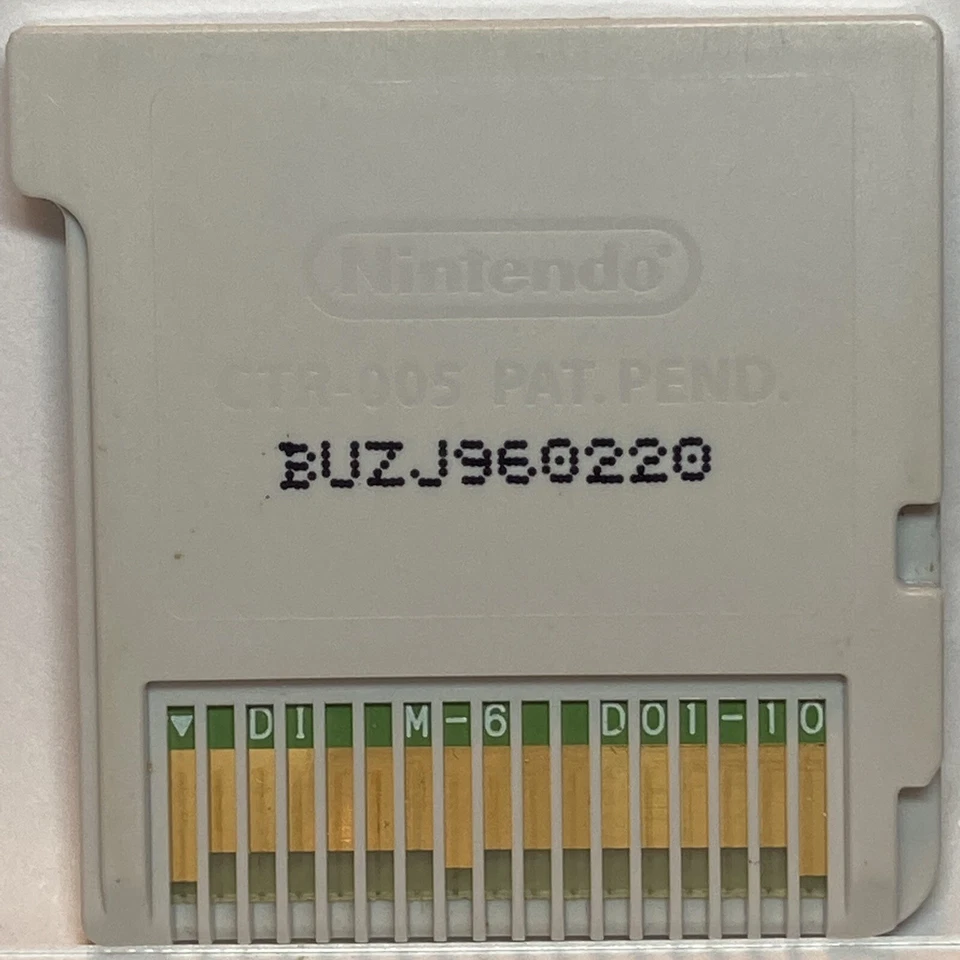 Nintendo®
CTR-005 PAT. PEND.
BUZJ960220
▼ DI M-6 D01-10